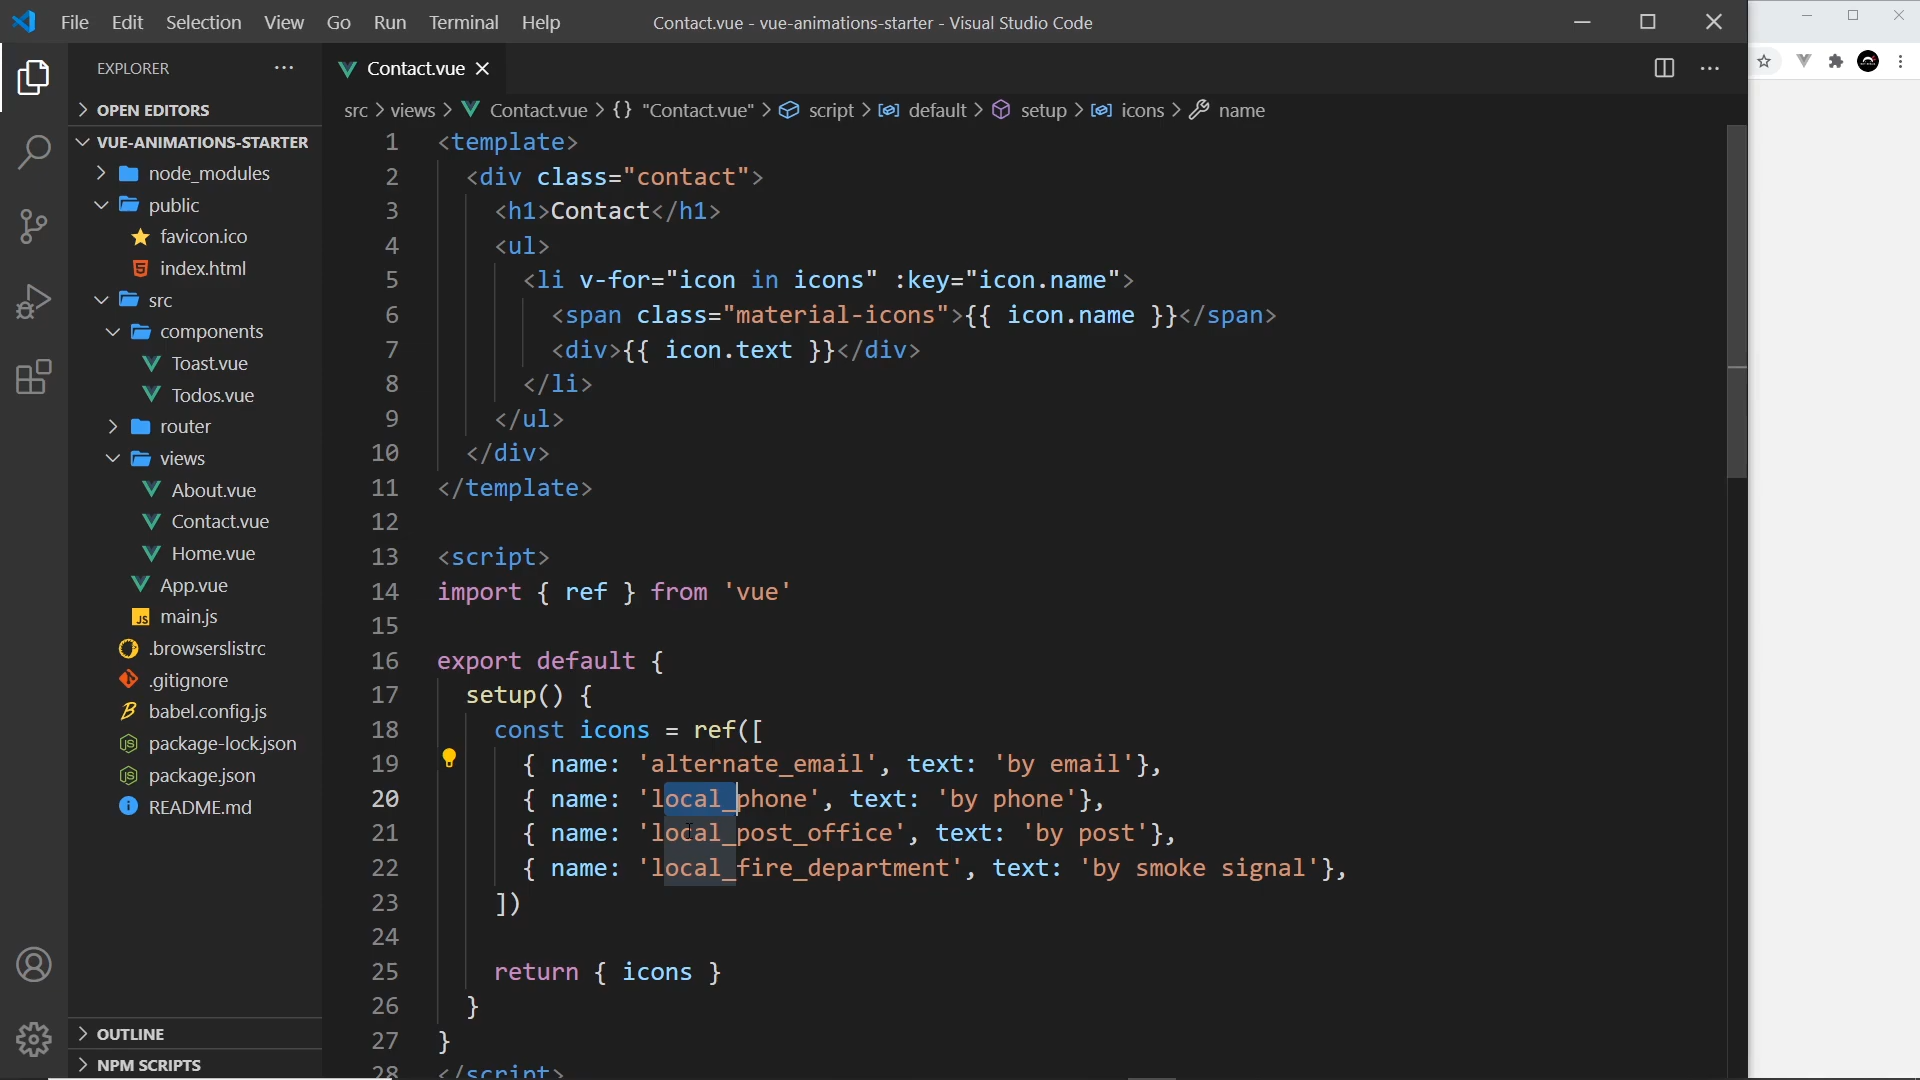 File Edit Selection View Go Run Terminal Help
Contact.vue - vue-animations-starter - Visual Studio Code
EXPLORER
OPEN EDITORS
VUE-ANIMATIONS-STARTER
node_modules
public
favicon.ico
index.html
src
components
Toast.vue
Todos.vue
router
views
About.vue
Contact.vue
Home.vue
App.vue
main.js
.browserslistrc
.gitignore
babel.config.js
package-lock.json
package.json
README.md
OUTLINE
NPM SCRIPTS
Contact.vue
src > views > Contact.vue > {} "Contact.vue" > script > default > setup > icons > name
1 <template>
2 <div class="contact">
3 <h1>Contact</h1>
4 <ul>
5 <li v-for="icon in icons" :key="icon.name">
6 <span class="material-icons">{{ icon.name }}</span>
7 <div>{{ icon.text }}</div>
8 </li>
9 </ul>
10 </div>
11 </template>
12
13 <script>
14 import { ref } from 'vue'
15
16 export default {
17 setup() {
18 const icons = ref([
19 { name: 'alternate_email', text: 'by email'},
20 { name: 'local_phone', text: 'by phone'},
21 { name: 'local_post_office', text: 'by post'},
22 { name: 'local_fire_department', text: 'by smoke signal'},
23 ])
24
25 return { icons }
26 }
27 }
28 </script>